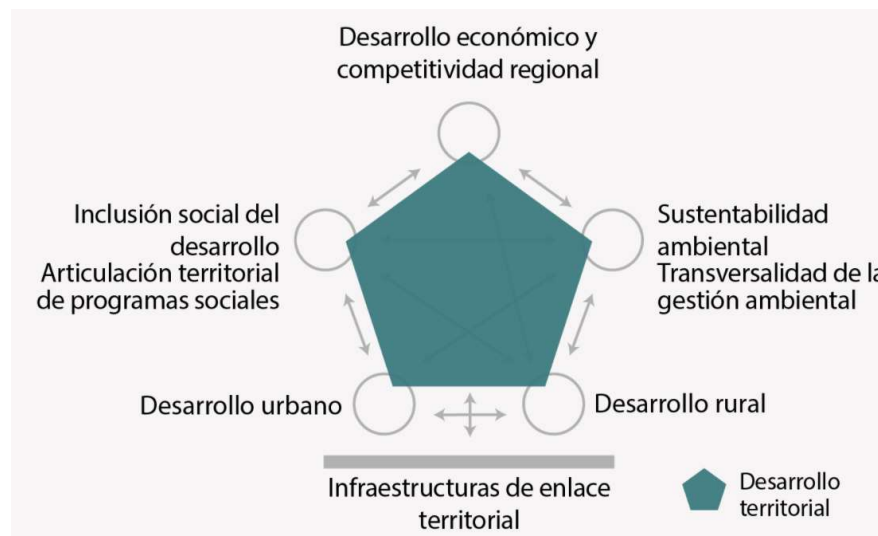 Desarrollo económico y
competitividad regional
Inclusión social del
desarrollo
Articulación territorial
de programas sociales
Sustentabilidad
ambiental
Transversalidad de la
gestión ambiental
Desarrollo urbano
Desarrollo rural
Infraestructuras de enlace
territorial
Desarrollo
territorial